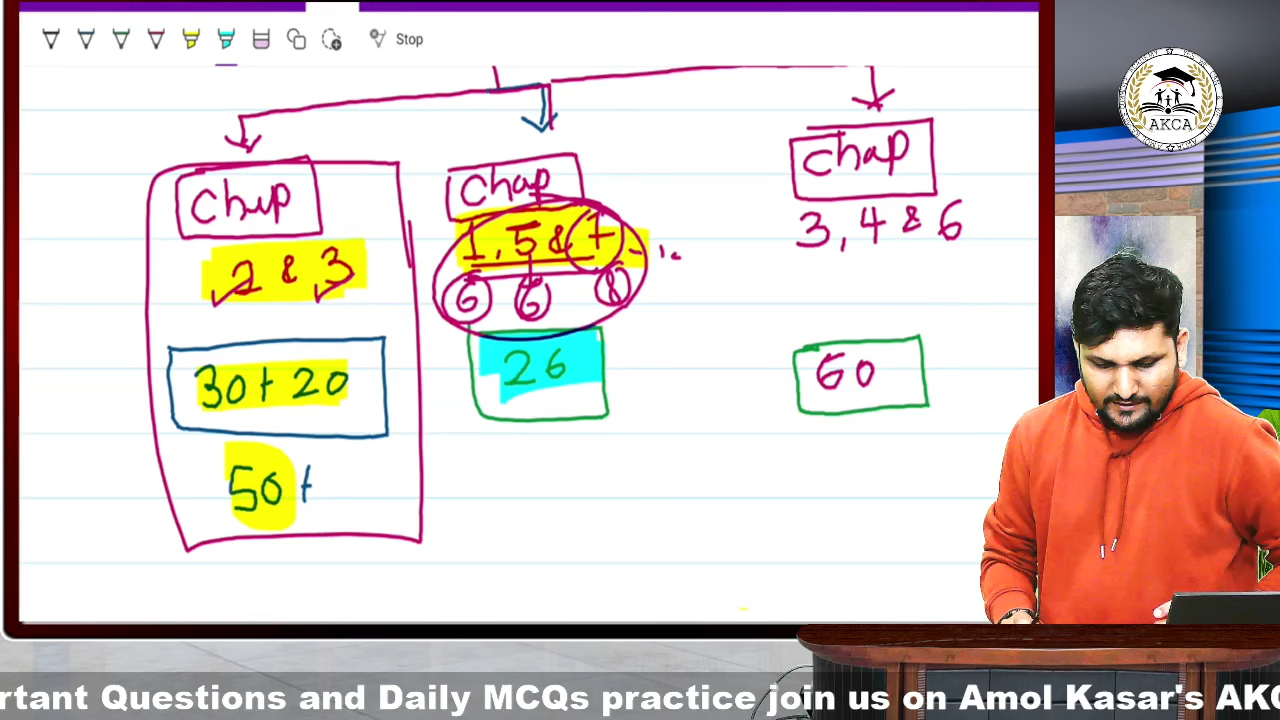 Stop
Chap
2 & 3
30 + 20
50 +
Chap
1, 5 & 7
6 6 8
26
Chap
3, 4 & 6
60
AKCA
rtant Questions and Daily MCQs practice join us on Amol Kasar's AKC